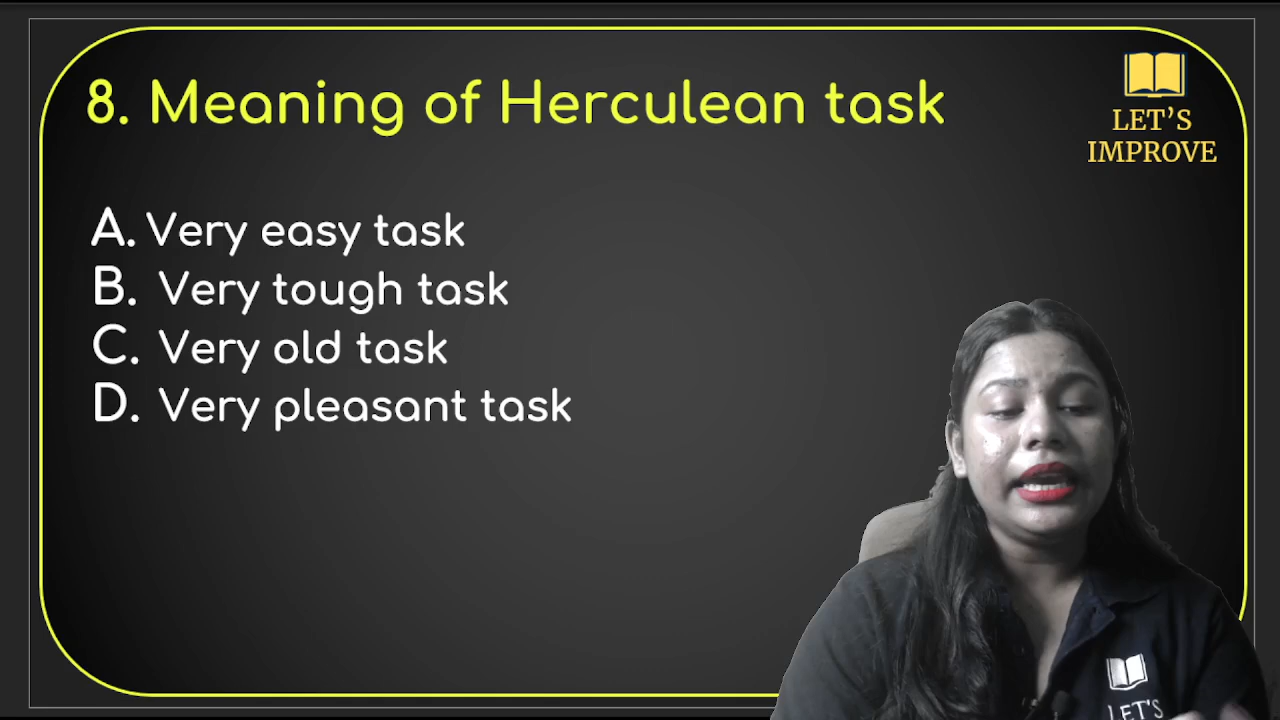 8. Meaning of Herculean task
LET'S
IMPROVE
A. Very easy task
B. Very tough task
C. Very old task
D. Very pleasant task
LET'S